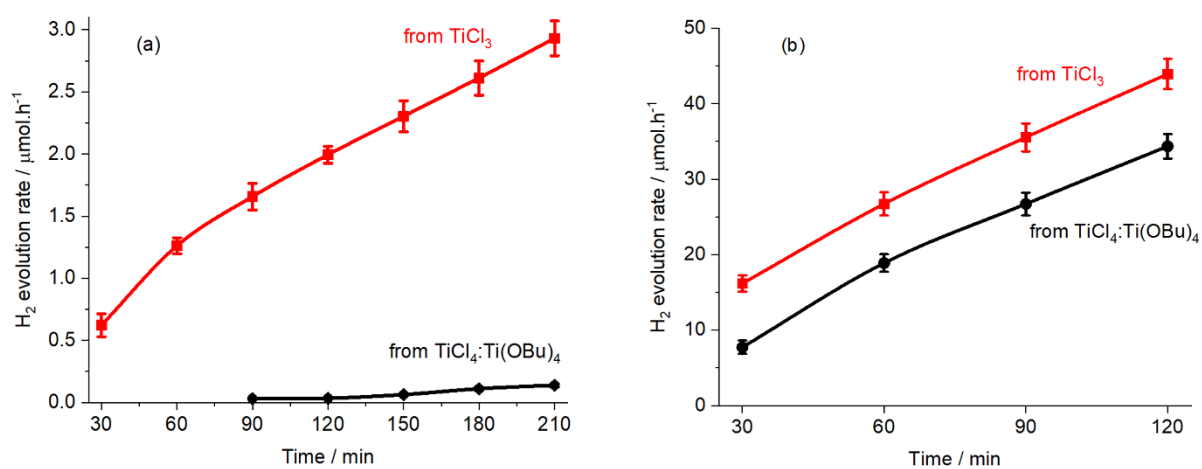 (a)
from TiCl3
from TiCl4:Ti(OBu)4
H2 evolution rate / μmol.h-1
3.0
2.5
2.0
1.5
1.0
0.5
0.0
30 60 90 120 150 180 210
Time / min
(b)
from TiCl3
from TiCl4:Ti(OBu)4
H2 evolution rate / μmol.h-1
50
40
30
20
10
0
30 60 90 120
Time / min